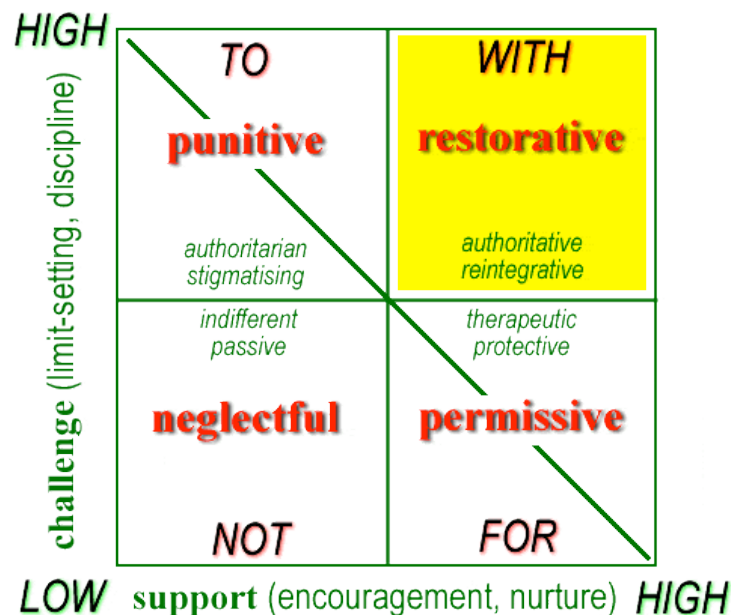 HIGH
TO
WITH
punitive
restorative
authoritarian
stigmatising
authoritative
reintegrative
challenge (limit-setting, discipline)
indifferent
passive
therapeutic
protective
neglectful
permissive
NOT
FOR
LOW
support (encouragement, nurture)
HIGH